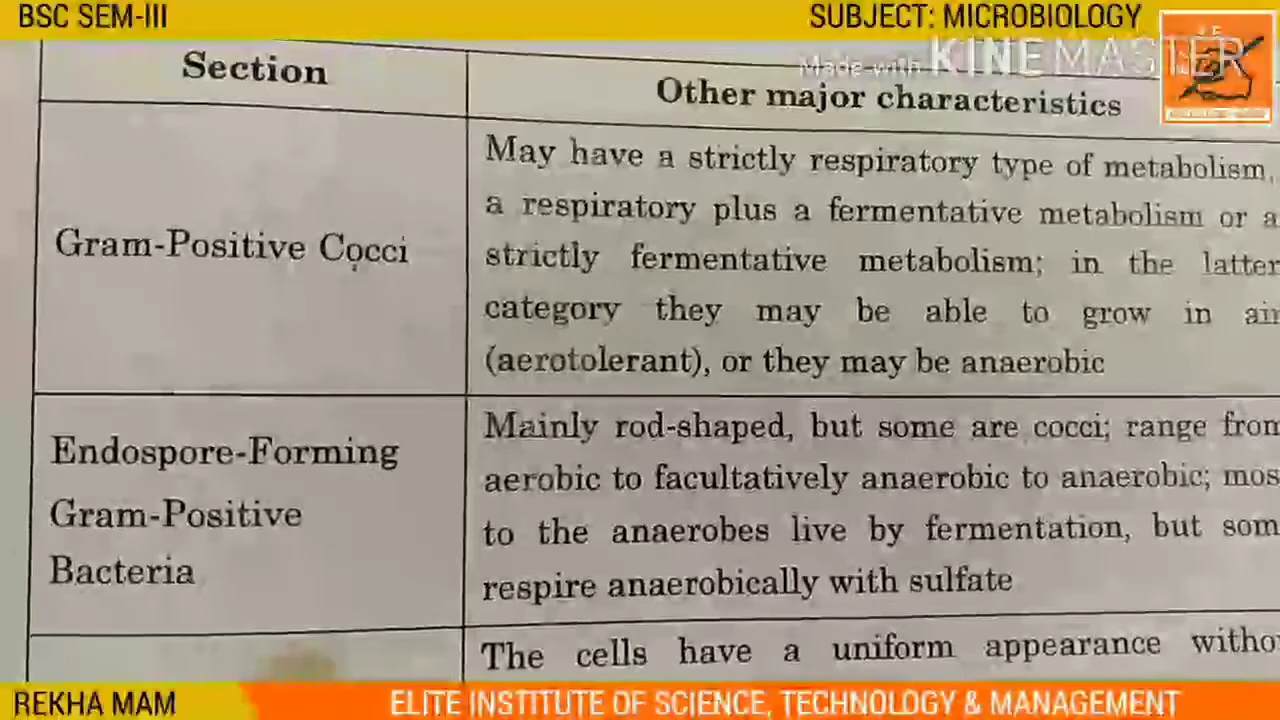 BSC SEM-III
SUBJECT: MICROBIOLOGY
Made with KINEMASTER
Section
Other major characteristics
Gram-Positive Cocci
May have a strictly respiratory type of metabolism,
a respiratory plus a fermentative metabolism or a
strictly fermentative metabolism; in the latter
category they may be able to grow in air
(aerotolerant), or they may be anaerobic
Endospore-Forming
Gram-Positive
Bacteria
Mainly rod-shaped, but some are cocci; range from
aerobic to facultatively anaerobic to anaerobic; mos
to the anaerobes live by fermentation, but som
respire anaerobically with sulfate
The cells have a uniform appearance witho
REKHA MAM
ELITE INSTITUTE OF SCIENCE, TECHNOLOGY & MANAGEMENT